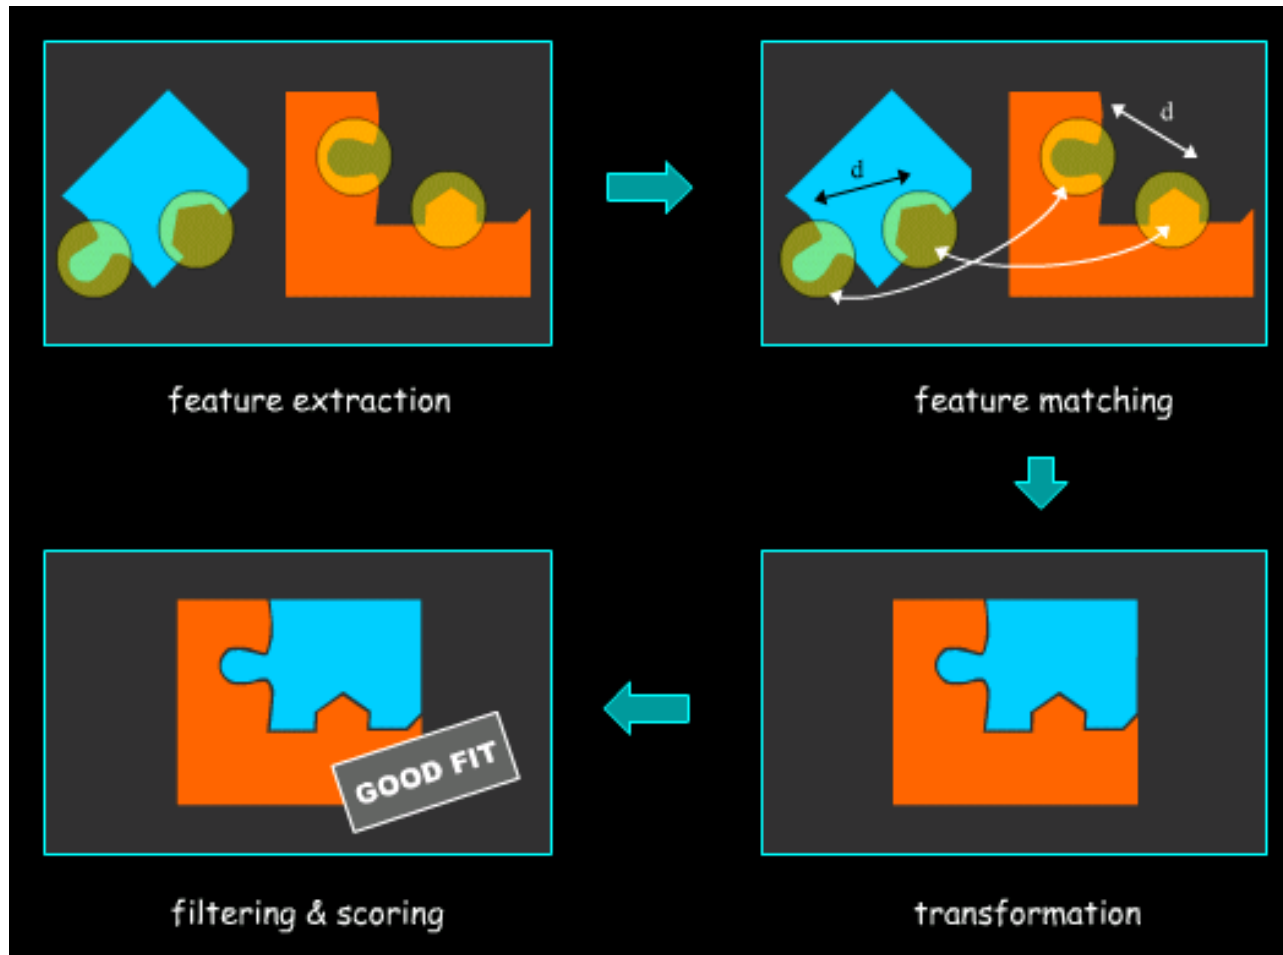 d
d
feature extraction
feature matching
GOOD FIT
filtering & scoring
transformation